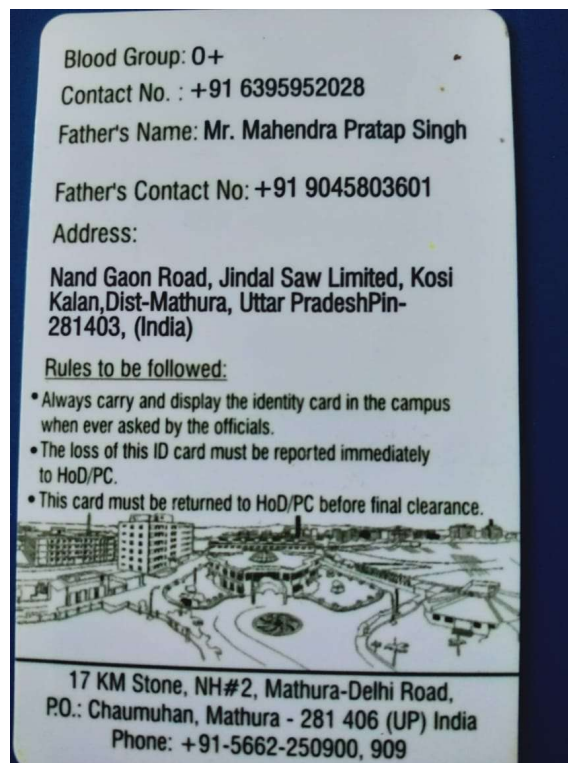 Blood Group: O+
Contact No. : +91 6395952028
Father's Name: Mr. Mahendra Pratap Singh
Father's Contact No: +91 9045803601
Address:
Nand Gaon Road, Jindal Saw Limited, Kosi
Kalan,Dist-Mathura, Uttar PradeshPin-
281403, (India)
Rules to be followed:
• Always carry and display the identity card in the campus
when ever asked by the officials.
• The loss of this ID card must be reported immediately
to HoD/PC.
• This card must be returned to HoD/PC before final clearance.
17 KM Stone, NH#2, Mathura-Delhi Road,
P.O.: Chaumuhan, Mathura - 281 406 (UP) India
Phone: +91-5662-250900, 909